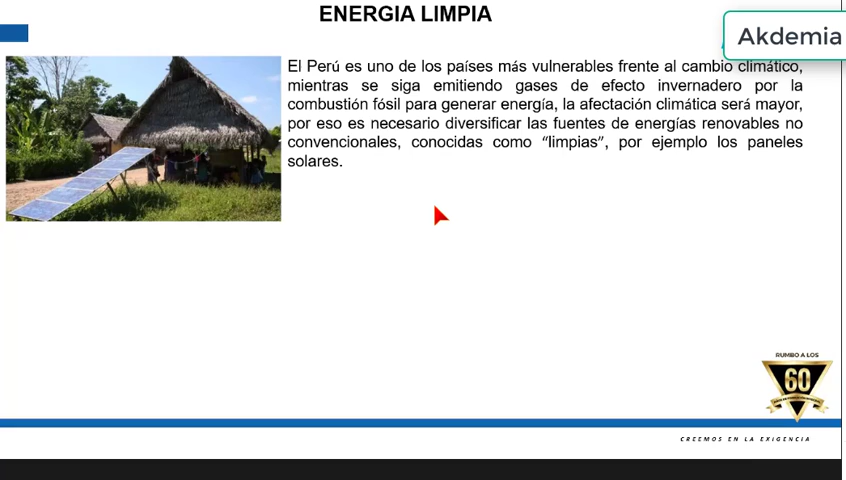 ENERGIA LIMPIA
Akdemia
El Perú es uno de los países más vulnerables frente al cambio climático,
mientras se siga emitiendo gases de efecto invernadero por la
combustión fósil para generar energía, la afectación climática será mayor,
por eso es necesario diversificar las fuentes de energías renovables no
convencionales, conocidas como “limpias”, por ejemplo los paneles
solares.
RUMBO A LOS
60
CREEMOS EN LA EXIGENCIA